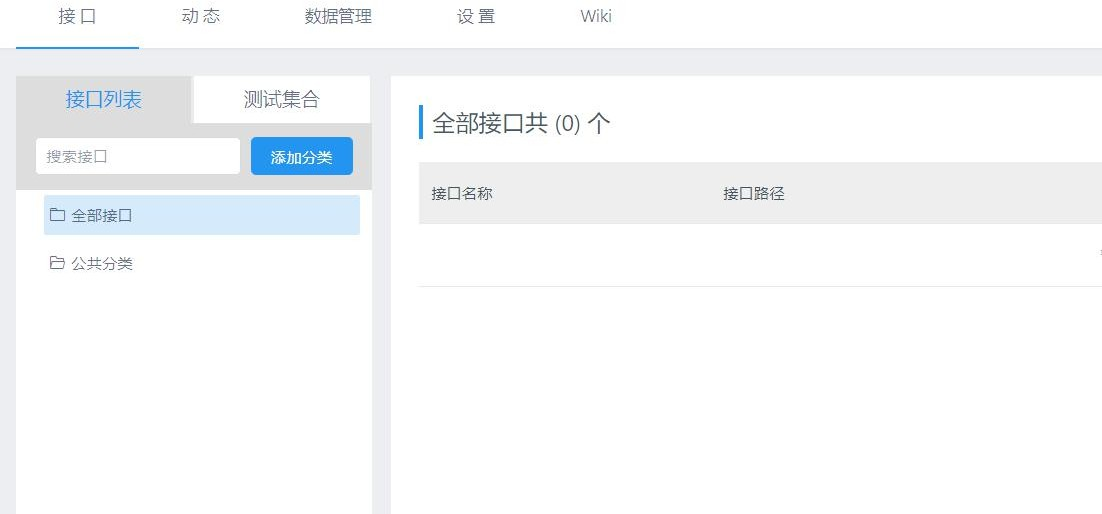 接 口 动 态 数据管理 设 置 Wiki
接口列表 测试集合
搜索接口 添加分类
全部接口
公共分类
全部接口共 (0) 个
接口名称 接口路径